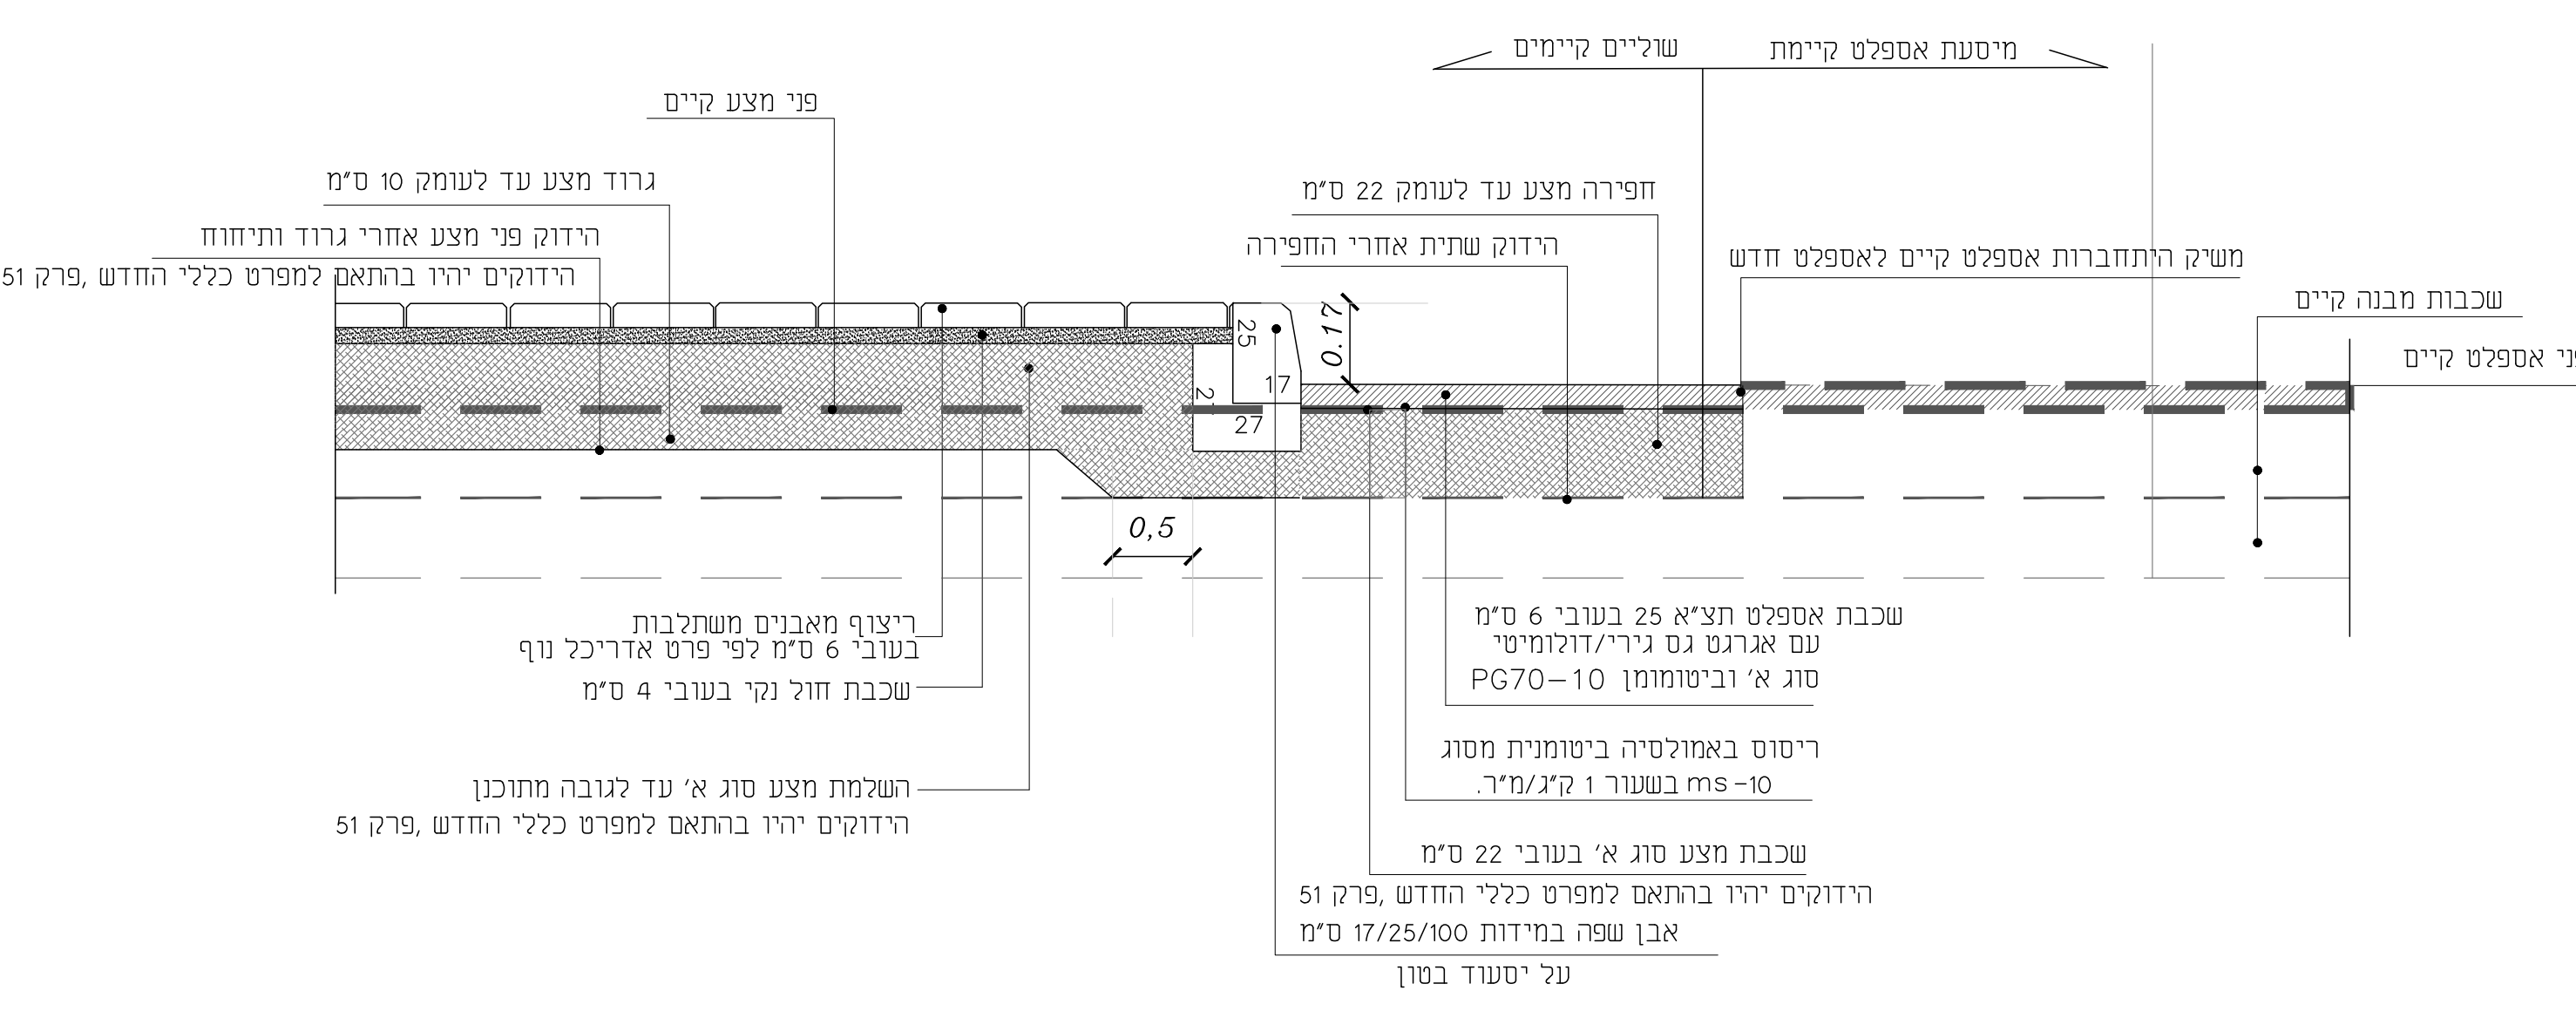 שוליים קיימים
מיסעת אספלט קיימת
פני מצע קיים
גרוד מצע עד לעומק 10 ס"מ
חפירה מצע עד לעומק 22 ס"מ
הידוק פני מצע אחרי גרוד ותיחוח
הידוקים יהיו בהתאם למפרט כללי החדש ,פרק 51
הידוק שתית אחרי החפירה
משיק היתחברות אספלט קיים לאספלט חדש
שכבות מבנה קיים
אספלט קיים
25
17
0.17
27
0,5
ריצוף מאבנים משתלבות
בעובי 6 ס"מ לפי פרט אדריכל נוף
שכבת חול נקי בעובי 4 ס"מ
השלמת מצע סוג א' עד לגובה מתוכנן
הידוקים יהיו בהתאם למפרט כללי החדש ,פרק 51
שכבת אספלט תצ"א 25 בעובי 6 ס"מ
עם אגרגט גס גירי/דולומיטי
סוג א' וביטומומן PG70-10
ריסוס באמולסיה ביטומנית מסוג
ms-10 בשעור 1 ק"ג/מ"ר.
שכבת מצע סוג א' בעובי 22 ס"מ
הידוקים יהיו בהתאם למפרט כללי החדש ,פרק 51
אבן שפה במידות 17/25/100 ס"מ
על יסעוד בטון